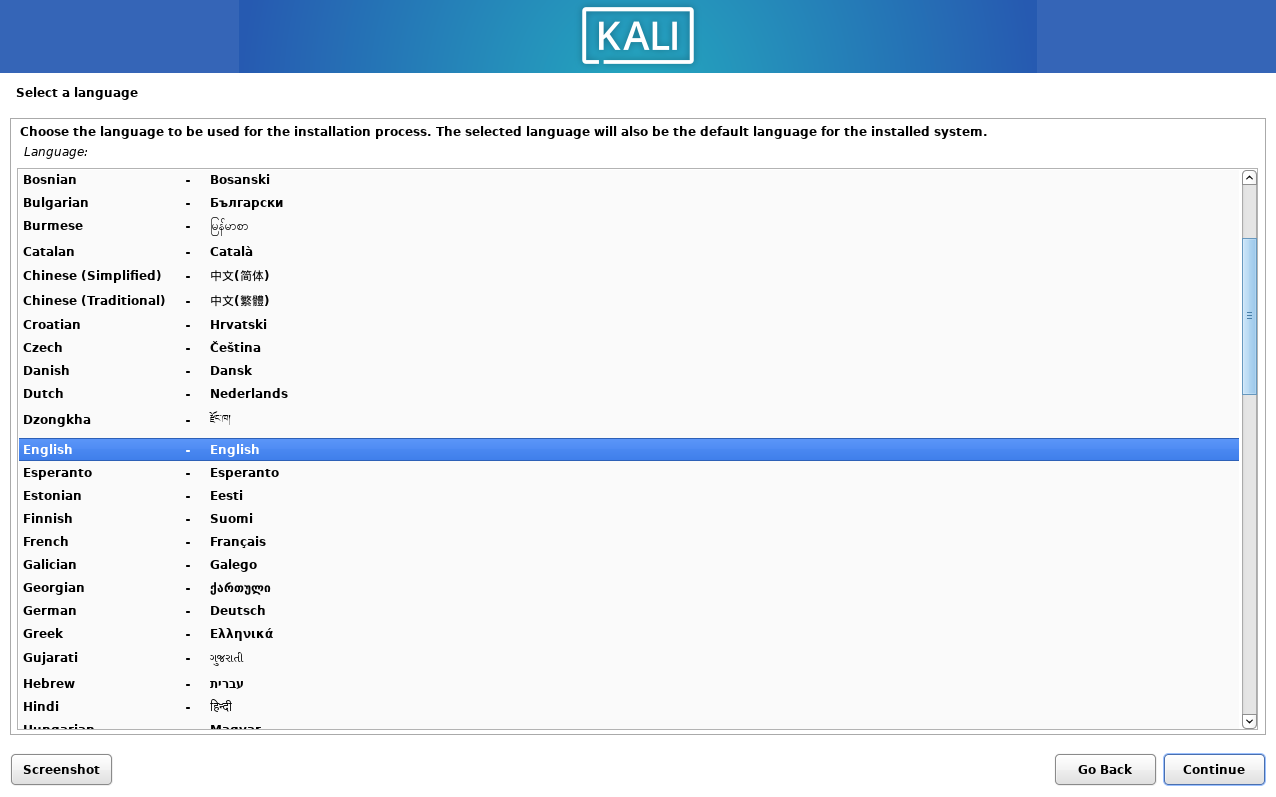 KALI
Select a language
Choose the language to be used for the installation process. The selected language will also be the default language for the installed system.
Language:
Bosnian - Bosanski
Bulgarian - Български
Burmese - မြန်မာစာ
Catalan - Català
Chinese (Simplified) - 中文(简体)
Chinese (Traditional) - 中文(繁體)
Croatian - Hrvatski
Czech - Čeština
Danish - Dansk
Dutch - Nederlands
Dzongkha - རྫོང་ཁ།
English - English
Esperanto - Esperanto
Estonian - Eesti
Finnish - Suomi
French - Français
Galician - Galego
Georgian - ქართული
German - Deutsch
Greek - Ελληνικά
Gujarati - ગુજરાતી
Hebrew - עברית
Hindi - हिन्दी
Hungarian - Magyar
Screenshot Go Back Continue